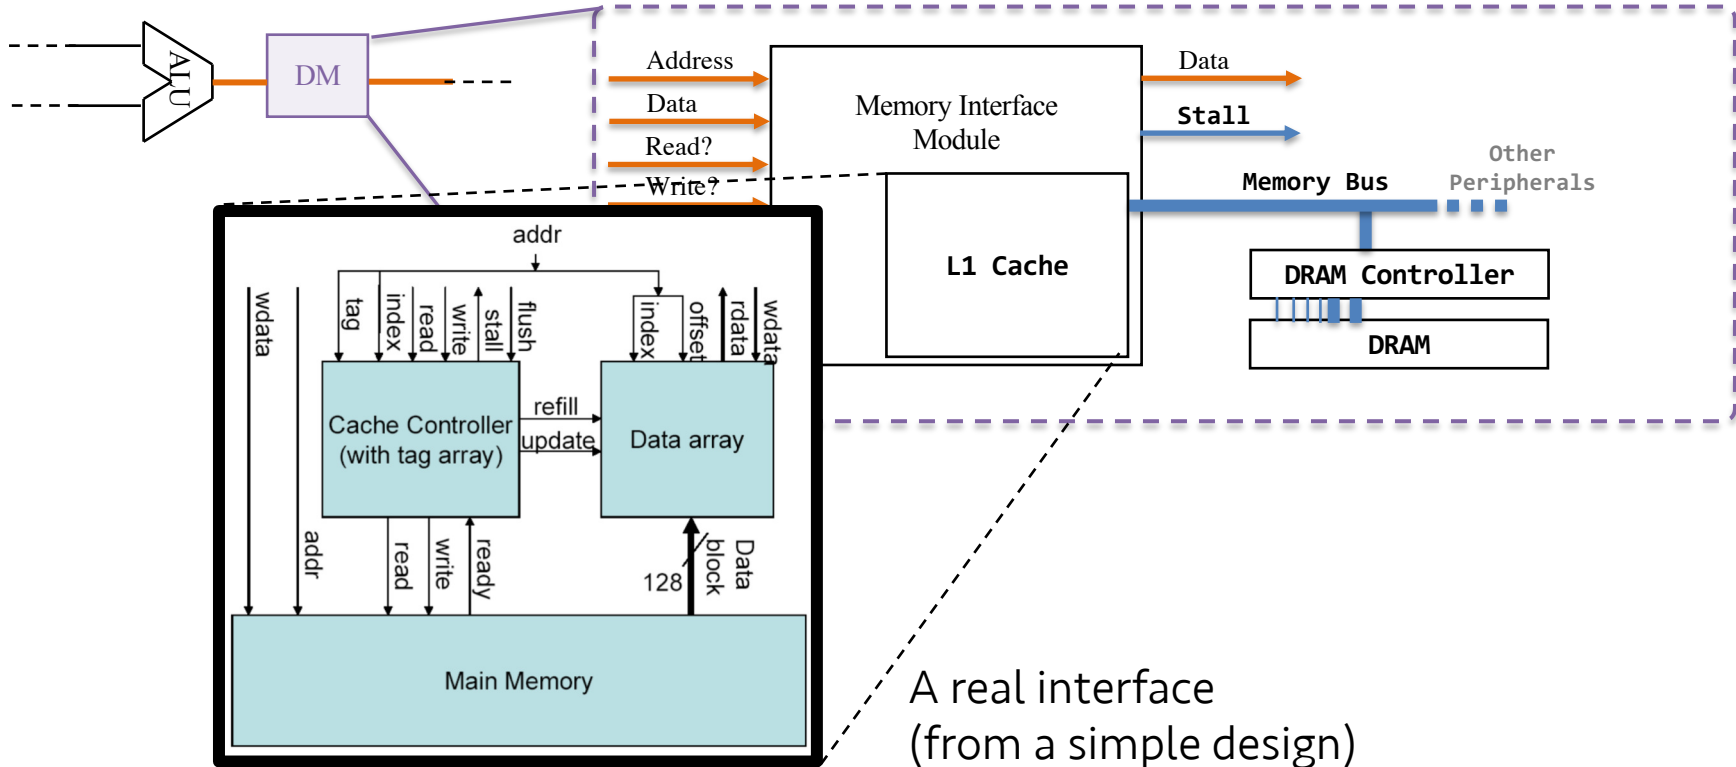 ALU
DM
Address
Data
Read?
Write?
Memory Interface
Module
L1 Cache
Data
Stall
Memory Bus
Other
Peripherals
DRAM Controller
DRAM
addr
wdata
addr
tag
index
read
write
stall
flush
index
offset
rdata
wdata
Cache Controller
(with tag array)
refill
update
Data array
read
write
ready
128
Data
block
Main Memory
A real interface
(from a simple design)